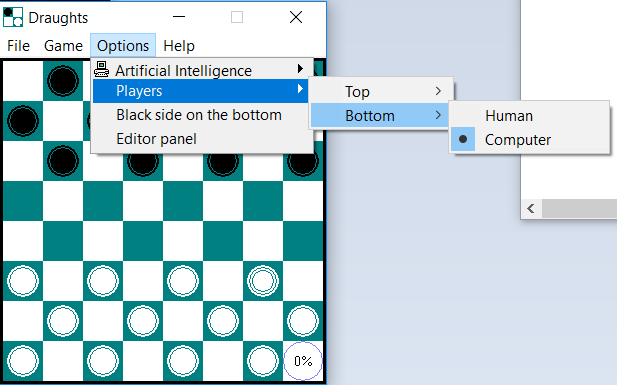 Draughts
File Game Options Help
Artificial Intelligence
Players
Black side on the bottom
Editor panel
Top
Bottom
Human
Computer
0%